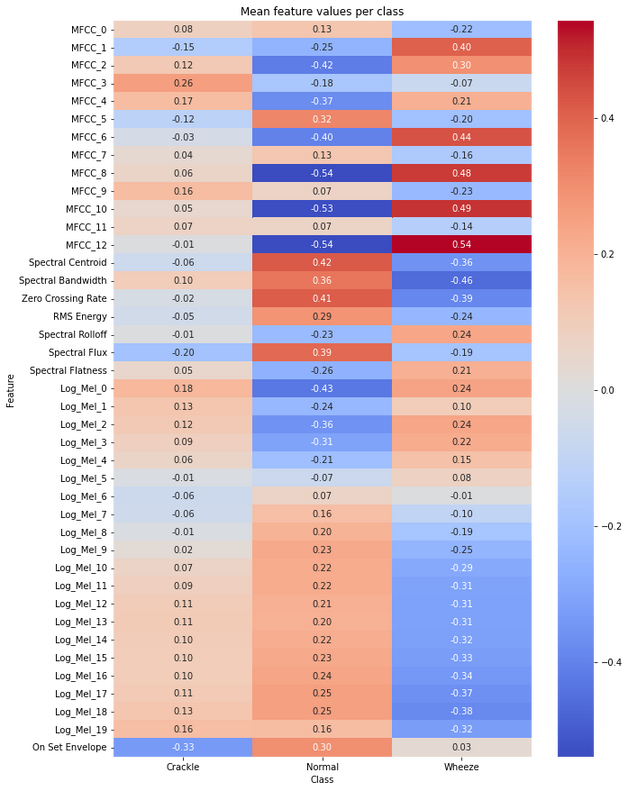 Mean feature values per class
MFCC_0 0.08 0.13 -0.22
MFCC_1 -0.15 -0.25 0.40
MFCC_2 0.12 -0.42 0.30
MFCC_3 0.26 -0.18 -0.07
MFCC_4 0.17 -0.37 0.21
MFCC_5 -0.12 0.32 -0.20
MFCC_6 -0.03 -0.40 0.44
MFCC_7 0.04 0.13 -0.16
MFCC_8 0.06 -0.54 0.48
MFCC_9 0.16 0.07 -0.23
MFCC_10 0.05 -0.53 0.49
MFCC_11 0.07 0.07 -0.14
MFCC_12 -0.01 -0.54 0.54
Spectral Centroid -0.06 0.42 -0.36
Spectral Bandwidth 0.10 0.36 -0.46
Zero Crossing Rate -0.02 0.41 -0.39
RMS Energy -0.05 0.29 -0.24
Spectral Rolloff -0.01 -0.23 0.24
Spectral Flux -0.20 0.39 -0.19
Spectral Flatness 0.05 -0.26 0.21
Log_Mel_0 0.18 -0.43 0.24
Log_Mel_1 0.13 -0.24 0.10
Log_Mel_2 0.12 -0.36 0.24
Log_Mel_3 0.09 -0.31 0.22
Log_Mel_4 0.06 -0.21 0.15
Log_Mel_5 -0.01 -0.07 0.08
Log_Mel_6 -0.06 0.07 -0.01
Log_Mel_7 -0.06 0.16 -0.10
Log_Mel_8 -0.01 0.20 -0.19
Log_Mel_9 0.02 0.23 -0.25
Log_Mel_10 0.07 0.22 -0.29
Log_Mel_11 0.09 0.22 -0.31
Log_Mel_12 0.11 0.21 -0.31
Log_Mel_13 0.11 0.20 -0.31
Log_Mel_14 0.10 0.22 -0.32
Log_Mel_15 0.10 0.23 -0.33
Log_Mel_16 0.10 0.24 -0.34
Log_Mel_17 0.11 0.25 -0.37
Log_Mel_18 0.13 0.25 -0.38
Log_Mel_19 0.16 0.16 -0.32
On Set Envelope -0.33 0.30 0.03
Crackle Normal Wheeze
Class
Feature
0.4
0.2
0.0
−0.2
−0.4